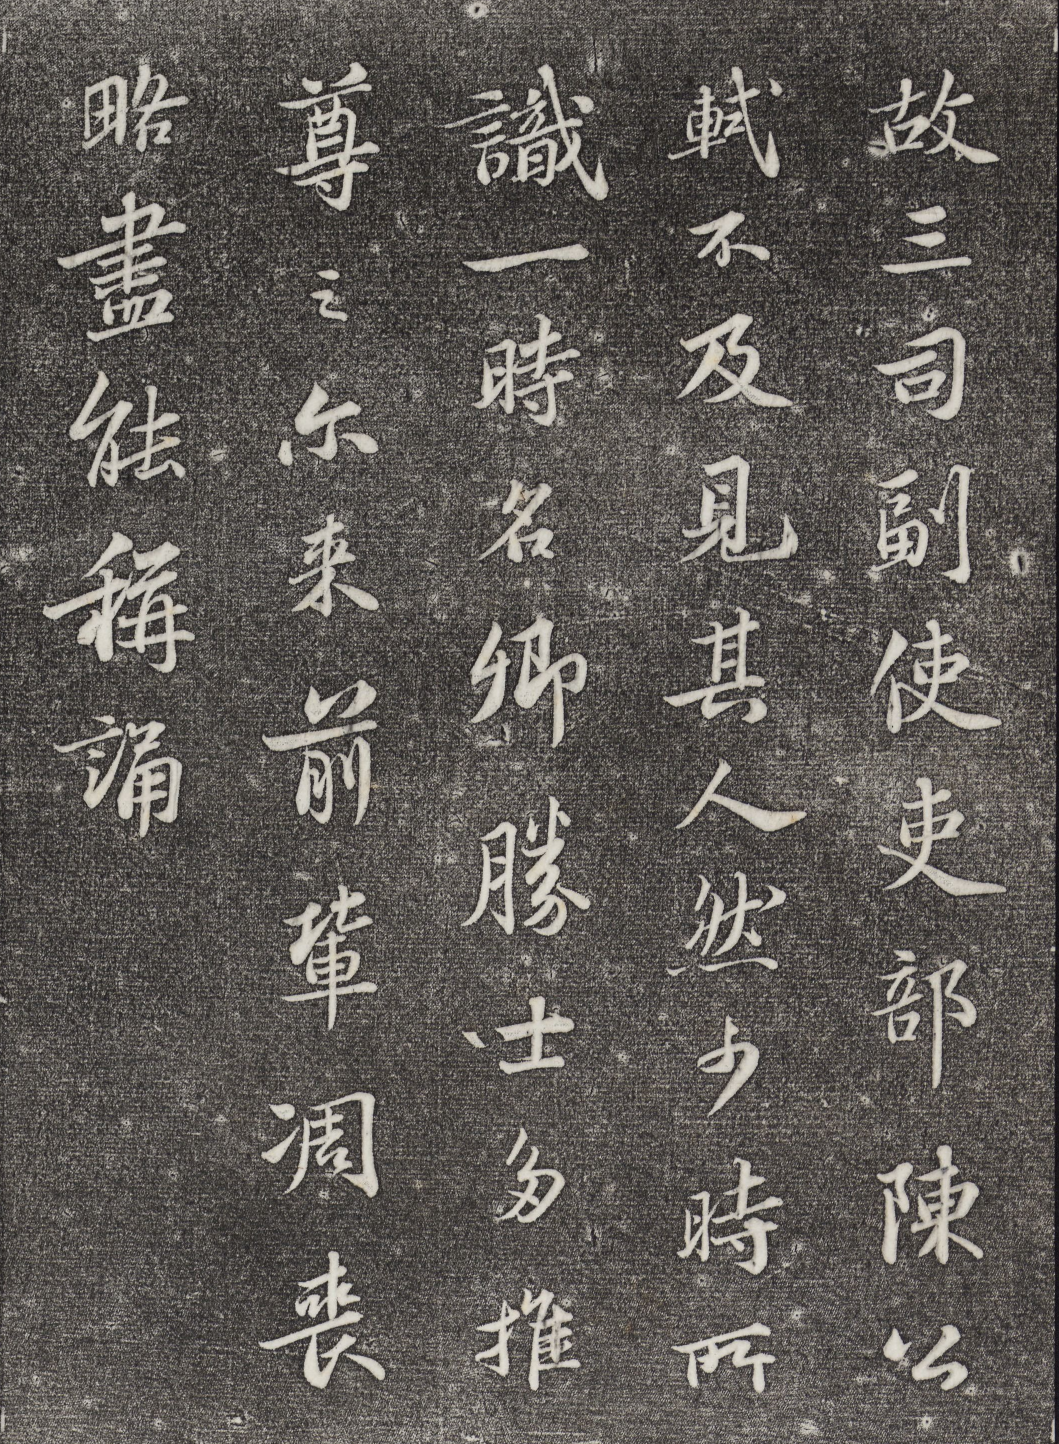 故三司副使吏部陳公
軾不及見其人然少時所
識一時名卿勝士多推
尊之尔来前輩凋喪
略盡能稱誦